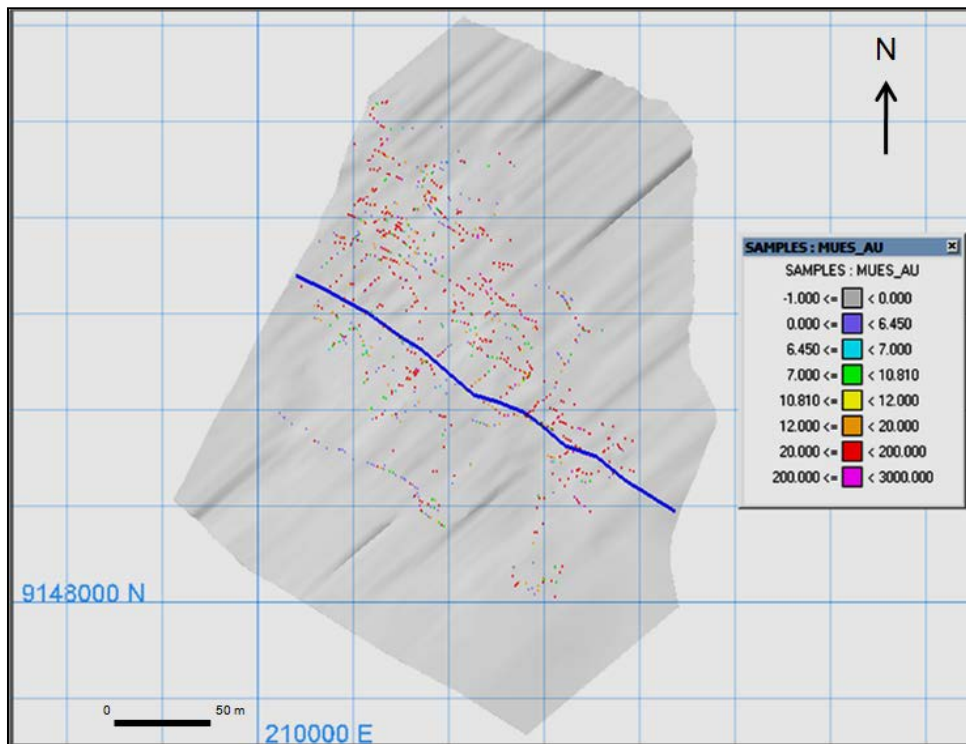 N
SAMPLES : MUES_AU
SAMPLES : MUES_AU
-1.000 <= < 0.000
0.000 <= < 6.450
6.450 <= < 7.000
7.000 <= < 10.810
10.810 <= < 12.000
12.000 <= < 20.000
20.000 <= < 200.000
200.000 <= < 3000.000
9148000 N
0 50 m
210000 E